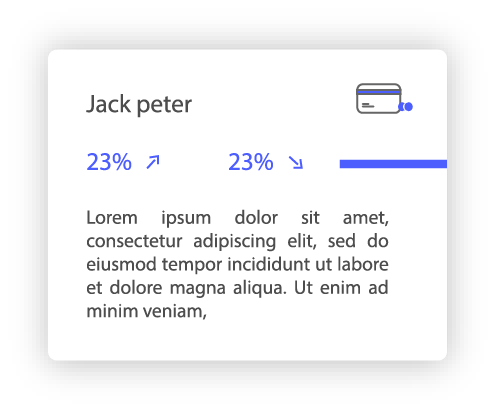 Jack peter
23% 23%
Lorem ipsum dolor sit amet,
consectetur adipiscing elit, sed do
eiusmod tempor incididunt ut labore
et dolore magna aliqua. Ut enim ad
minim veniam,